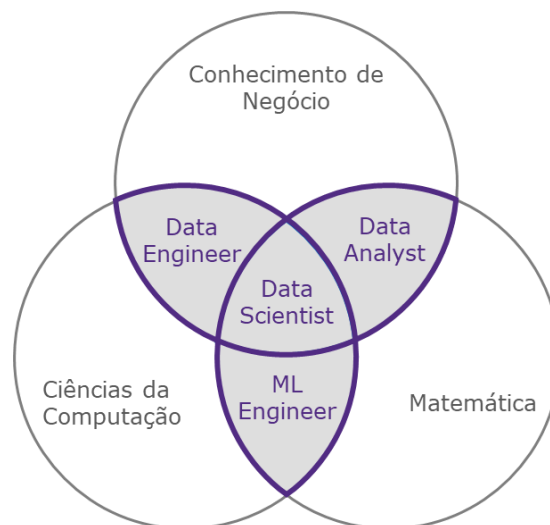 Conhecimento de
Negócio
Data
Engineer
Data
Analyst
Data
Scientist
Ciências da
Computação
ML
Engineer
Matemática